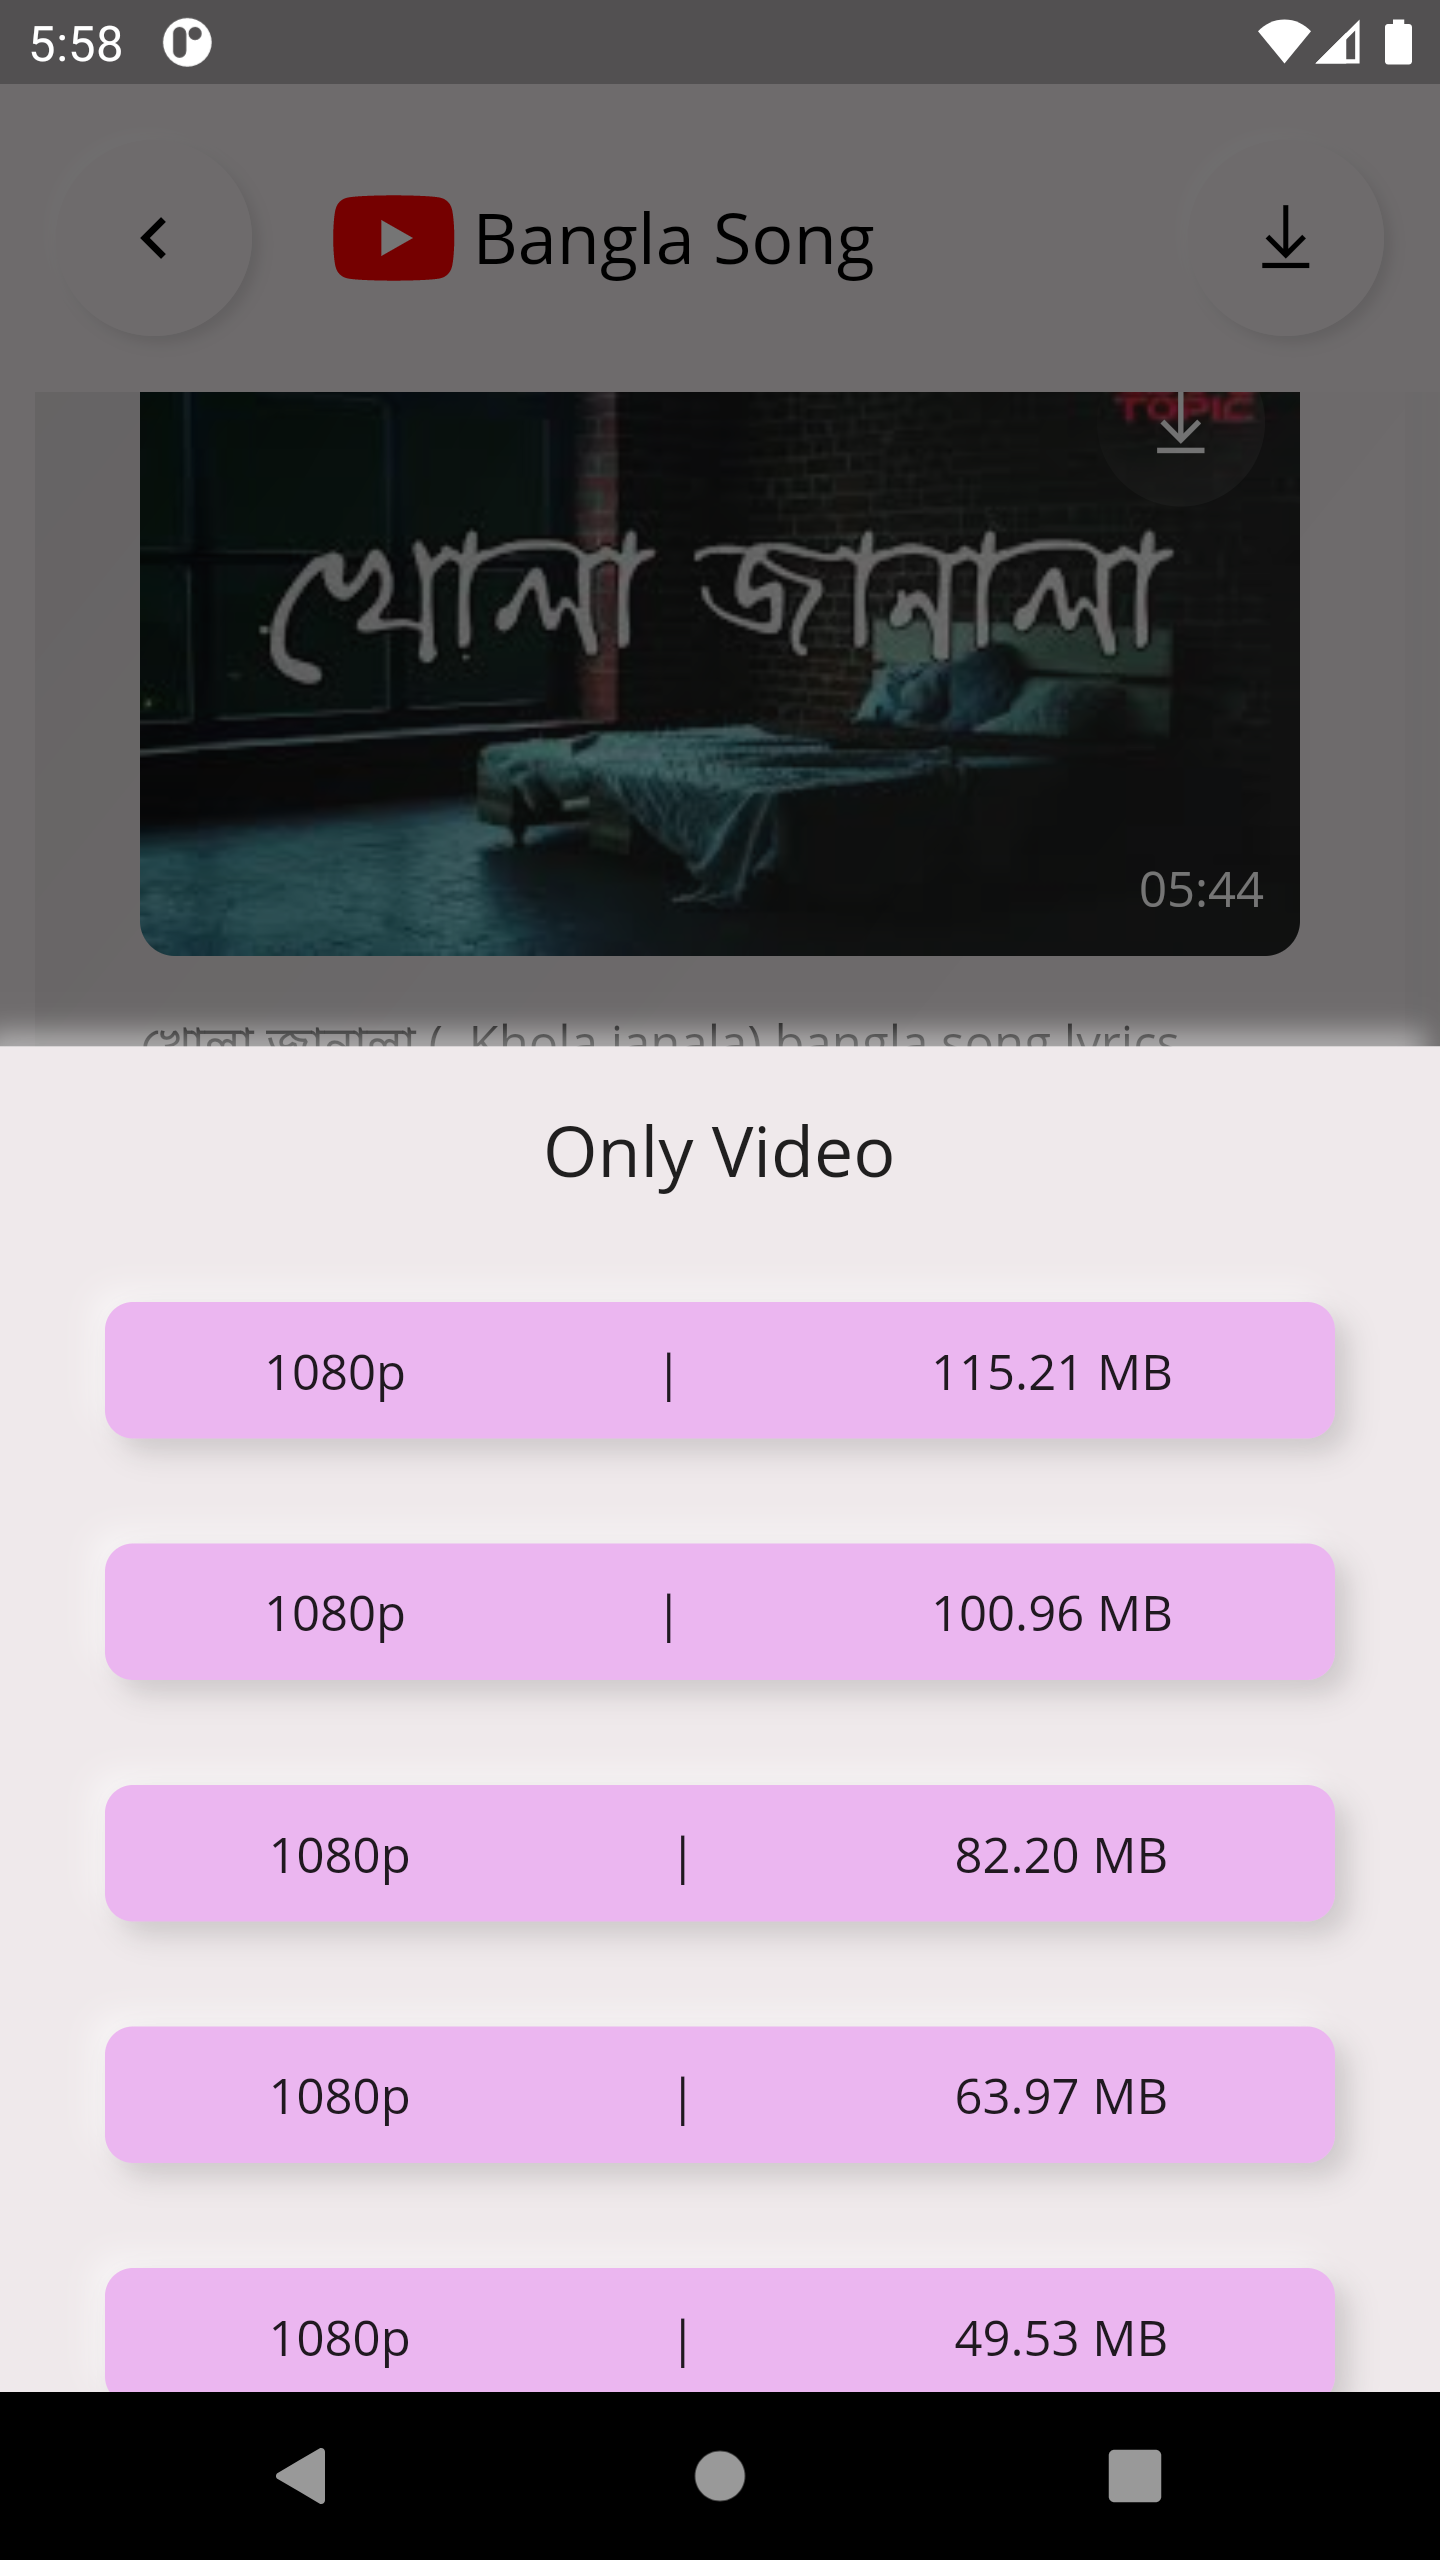 5:58
Bangla Song
TOPIC
খোলা জানালা
05:44
খোলা জানালা ( Khola janala) bangla song lyrics
Only Video
1080p | 115.21 MB
1080p | 100.96 MB
1080p | 82.20 MB
1080p | 63.97 MB
1080p | 49.53 MB